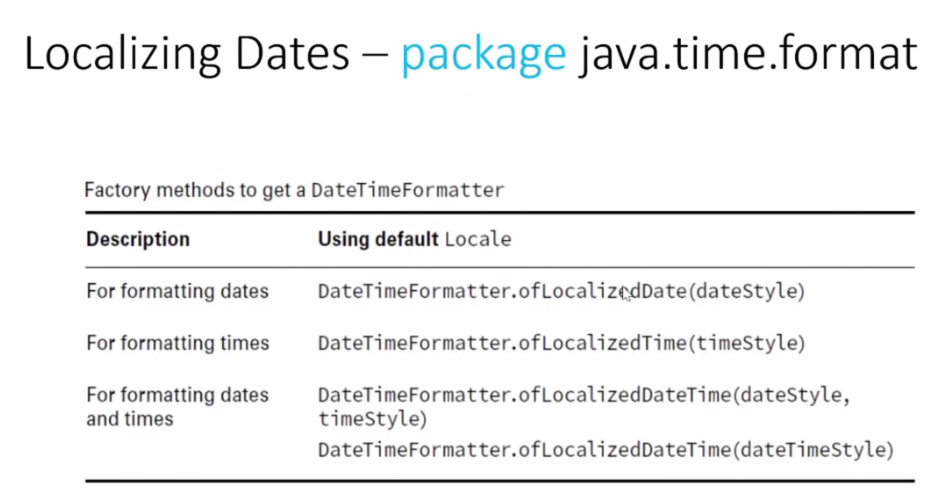 Localizing Dates – package java.time.format
Factory methods to get a DateTimeFormatter
Description Using default Locale
For formatting dates DateTimeFormatter.ofLocalizedDate(dateStyle)
For formatting times DateTimeFormatter.ofLocalizedTime(timeStyle)
For formatting dates DateTimeFormatter.ofLocalizedDateTime(dateStyle,
and times timeStyle)
DateTimeFormatter.ofLocalizedDateTime(dateTimeStyle)